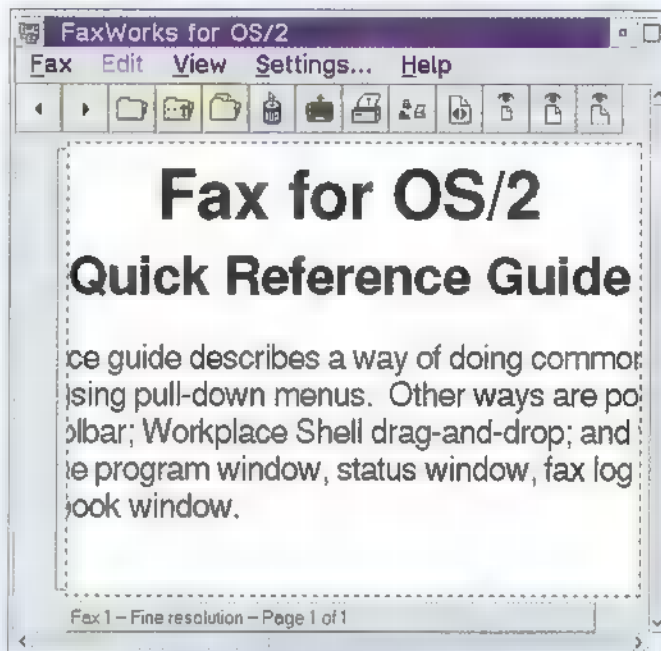 FaxWorks for OS/2
Fax Edit View Settings... Help
Fax for OS/2
Quick Reference Guide
ce guide describes a way of doing common
sing pull-down menus. Other ways are po
olbar; Workplace Shell drag-and-drop; and
e program window, status window, fax log
ook window.
Fax 1 – Fine resolution – Page 1 of 1